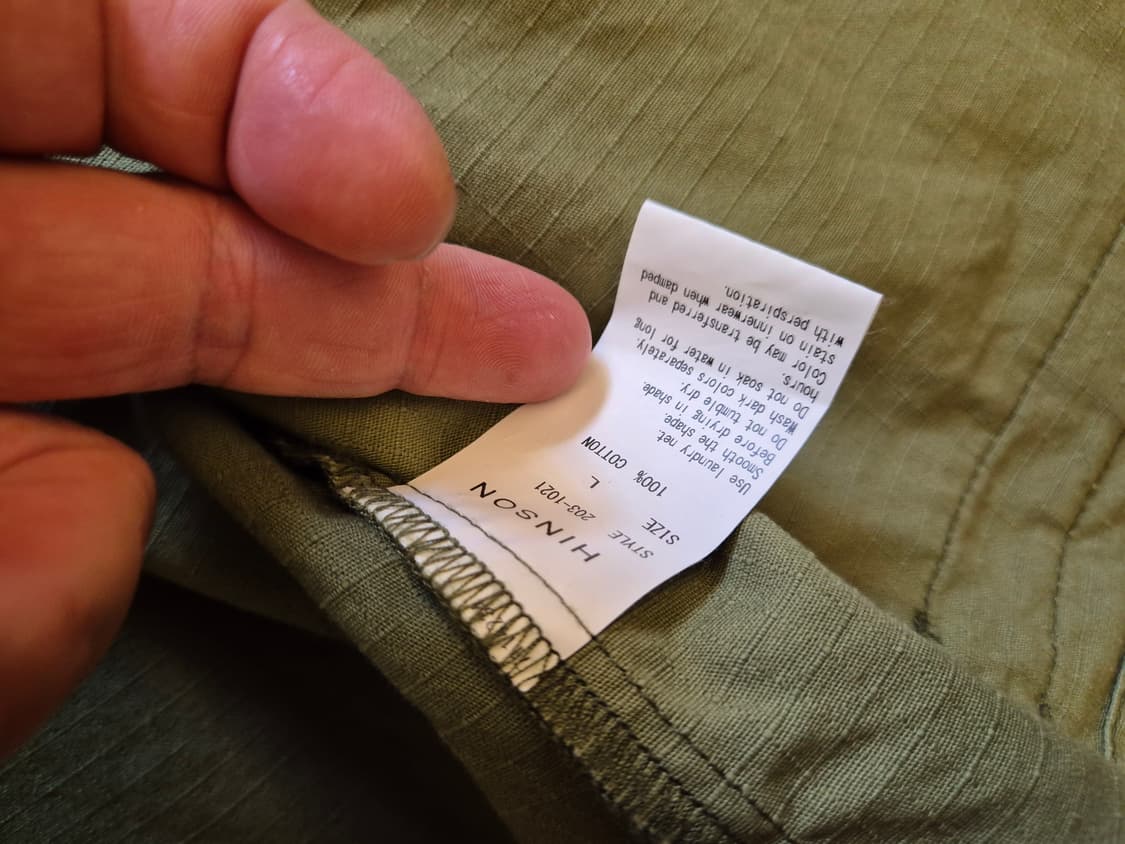 HINSON
STYLE 203-1021
SIZE L
100% COTTON
Use laundry net.
Smooth the shape.
Before drying in shade.
Do not tumble dry.
Wash dark colors separately.
Do not soak in water for long
hours.
Color may be transferred and
stain on innerwear when damped
with perspiration.